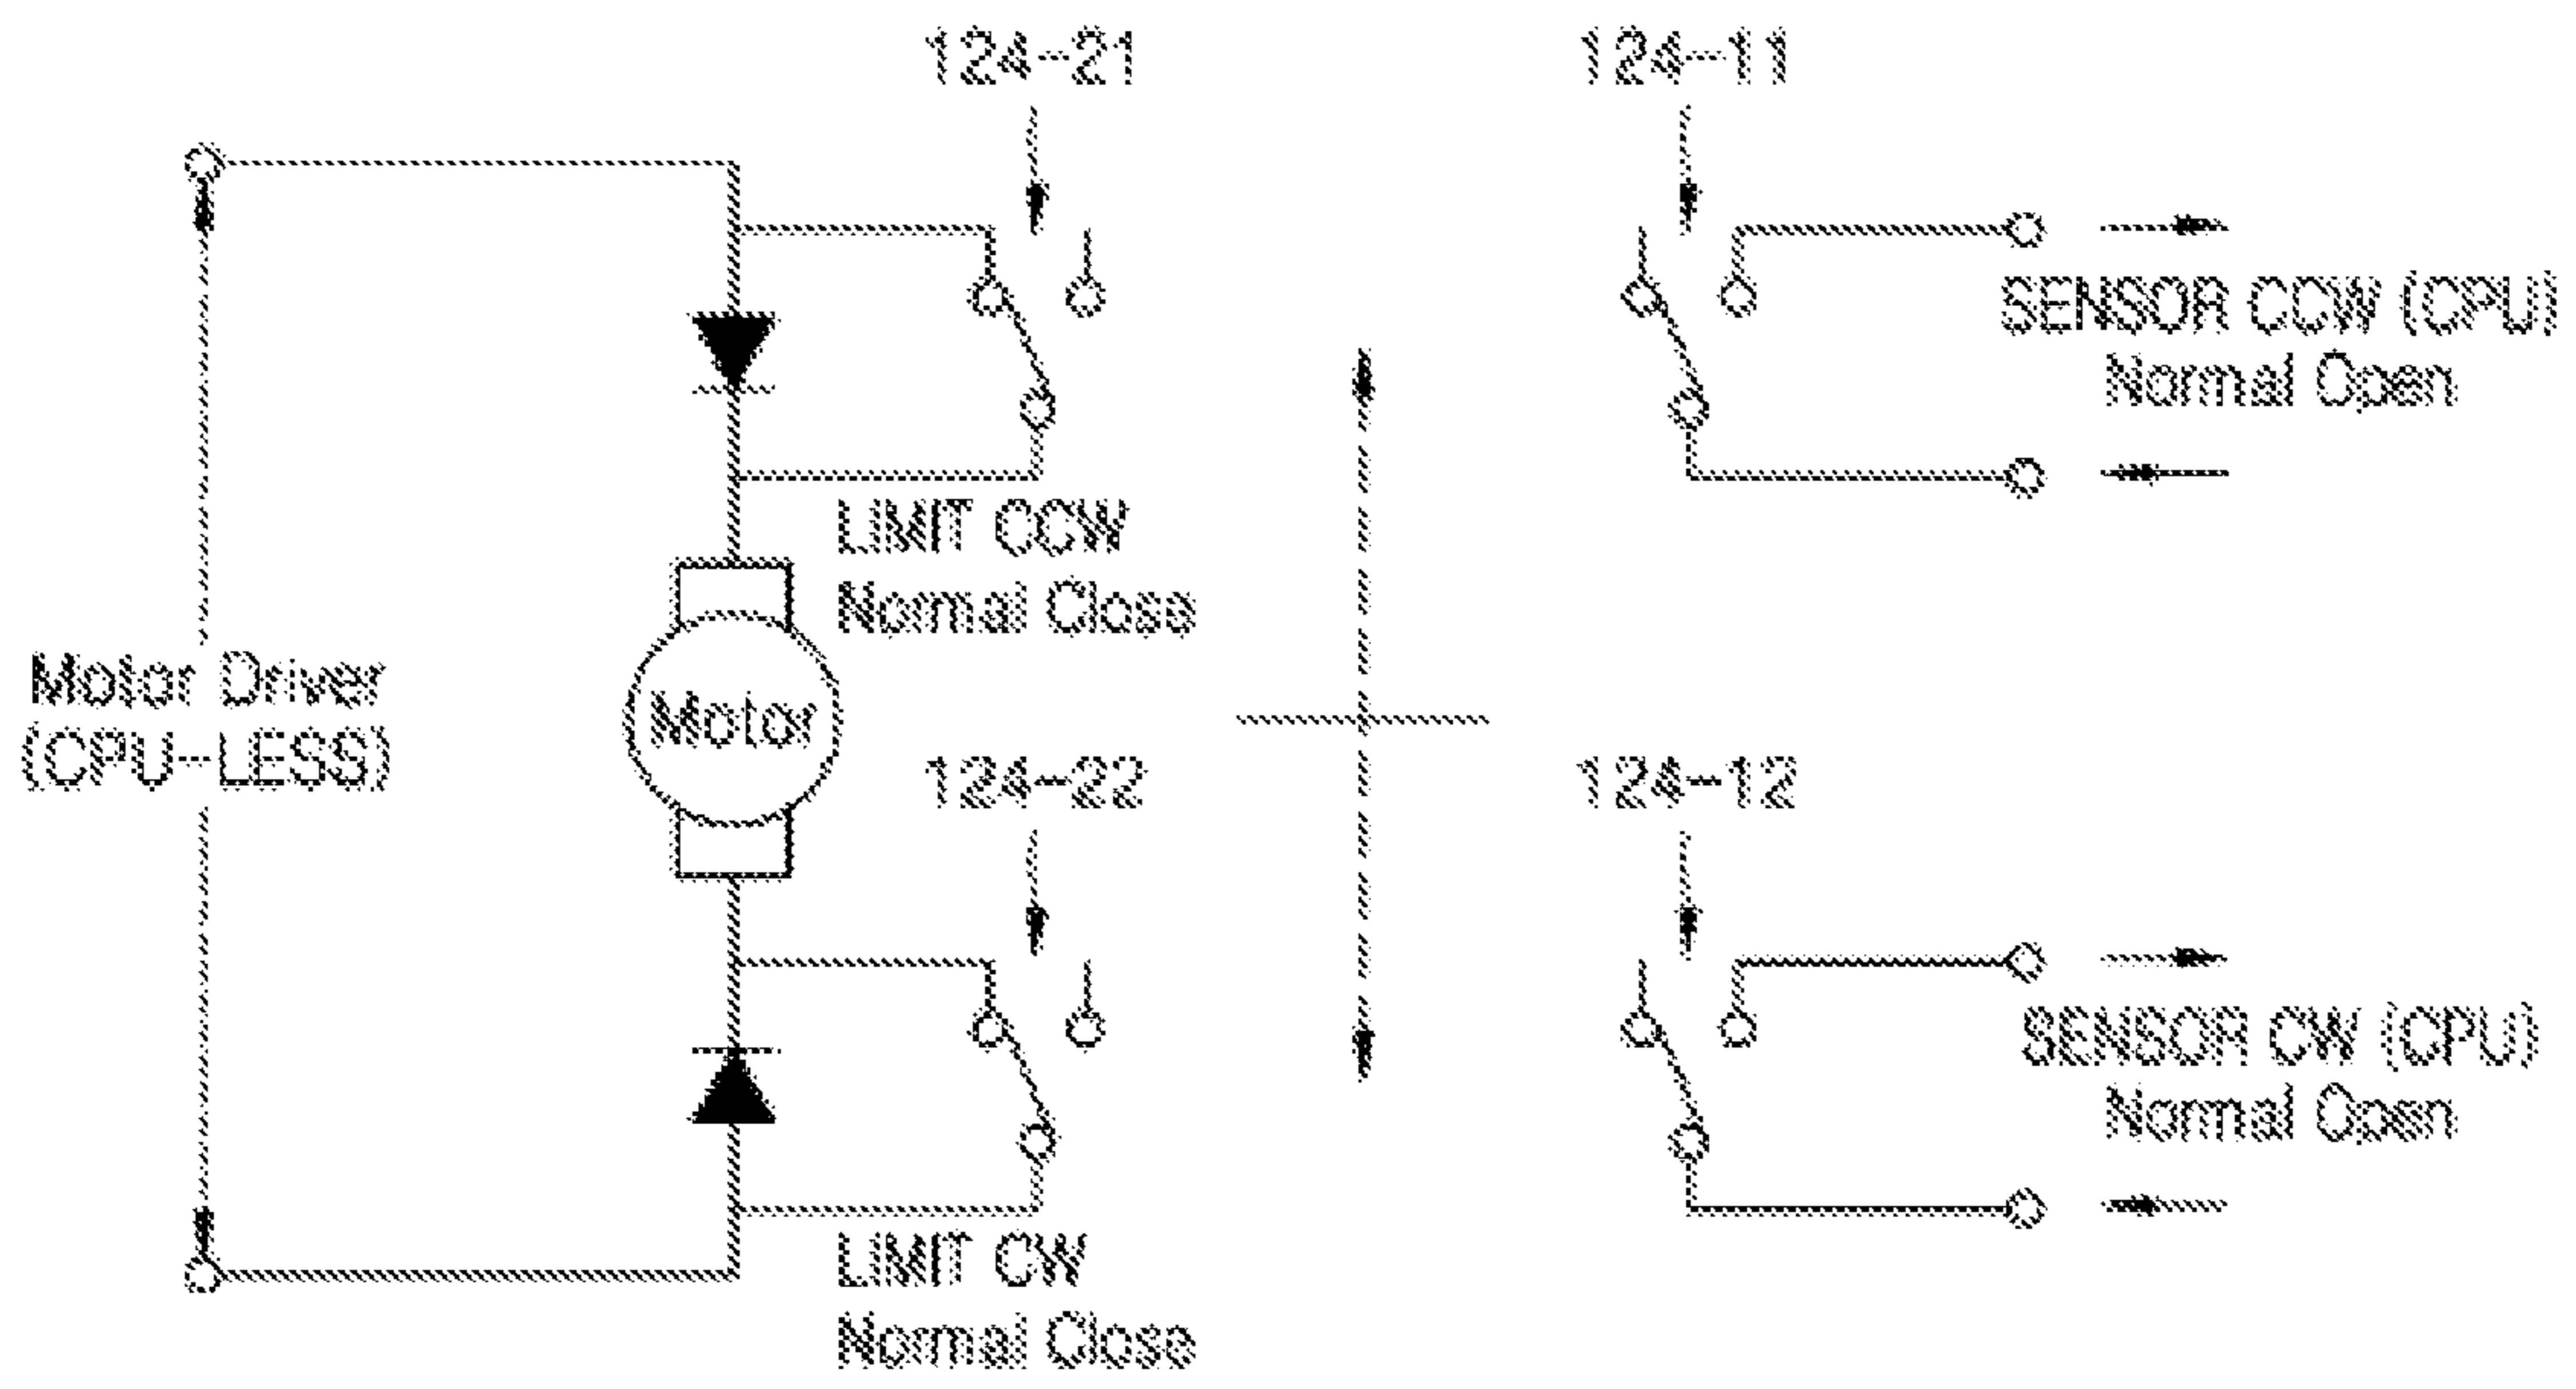 124-21
124-11
SENSOR CCW (CPU)
Normal Open
LIMIT CCW
Normal Close
Motor Driver
(CPU-LESS)
Motor
124-22
124-12
SENSOR CW (CPU)
Normal Open
LIMIT CW
Normal Close